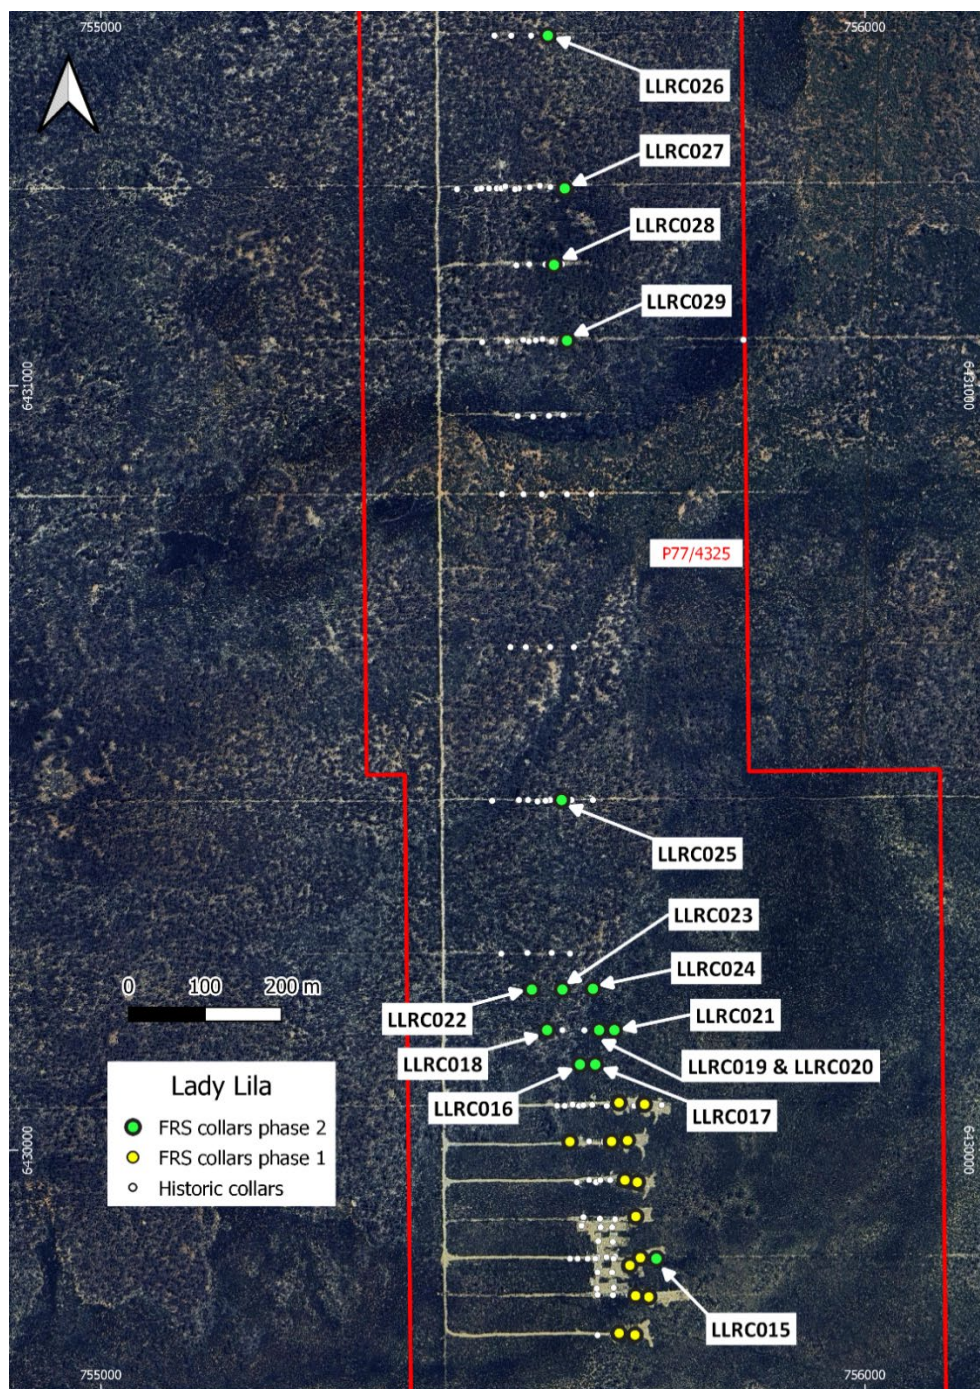 755000
756000
LLRC026
LLRC027
LLRC028
LLRC029
6431000
6431000
P77/4325
LLRC025
LLRC023
LLRC024
0 100 200 m
LLRC022
LLRC021
LLRC018
LLRC019 & LLRC020
LLRC016
LLRC017
Lady Lila
FRS collars phase 2
FRS collars phase 1
Historic collars
6430000
6430000
LLRC015
755000
756000